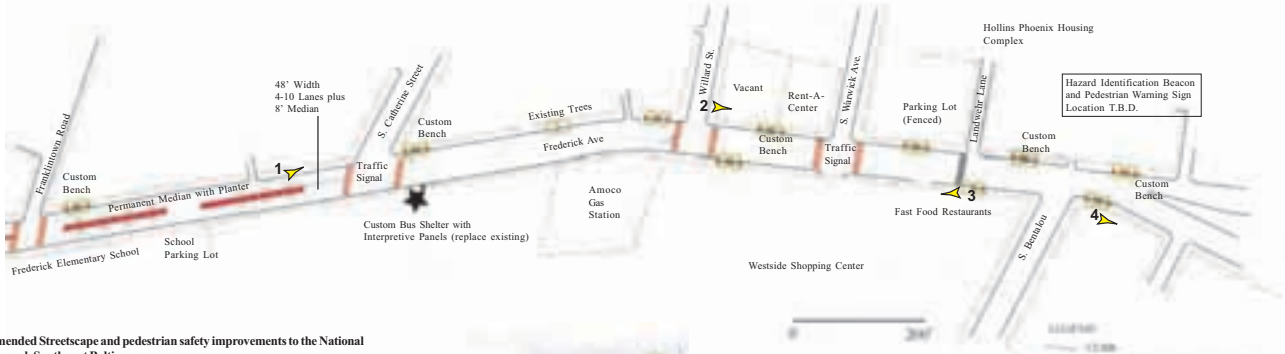 Hollins Phoenix Housing
Complex
Hazard Identification Beacon
and Pedestrian Warning Sign
Location T.B.D.
48' Width
4-10 Lanes plus
8' Median
Franklintown Road
S. Catherine Street
Willard St.
Vacant
Rent-A-
Center
S. Warwick Ave.
Parking Lot
(Fenced)
Landwehr Lane
Custom
Bench
Existing Trees
2
Custom
Bench
Custom
Bench
Frederick Ave
Custom
Bench
Traffic
Signal
Traffic
Signal
Custom
Bench
1
Permanent Median with Planter
Amoco
Gas
Station
3
Fast Food Restaurants
4
School
Parking Lot
Frederick Elementary School
Custom Bus Shelter with
Interpretive Panels (replace existing)
S. Bentalou
Westside Shopping Center
0
mended Streetscape and pedestrian safety improvements to the National